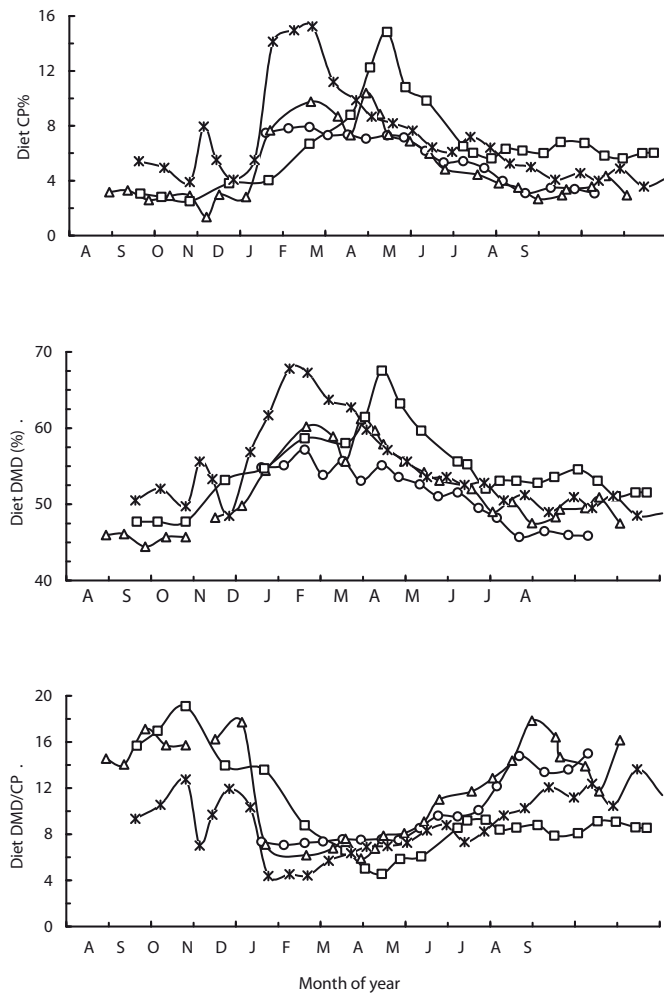 Diet CP%
16
12
8
4
0
A S O N D J F M A M J J A S
Diet DMD (%) .
70
60
50
40
A S O N D J F M A M J J A
Diet DMD/CP .
20
16
12
8
4
0
A S O N D J F M A M J J A S
Month of year